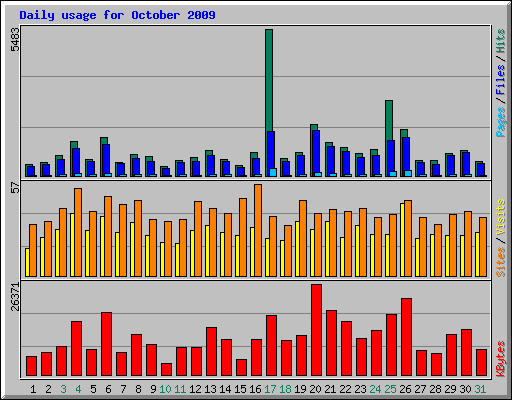 Daily usage for October 2009
5483
Pages / Files / Hits
57
Sites / Visits
26371
KBytes
1 2 3 4 5 6 7 8 9 10 11 12 13 14 15 16 17 18 19 20 21 22 23 24 25 26 27 28 29 30 31